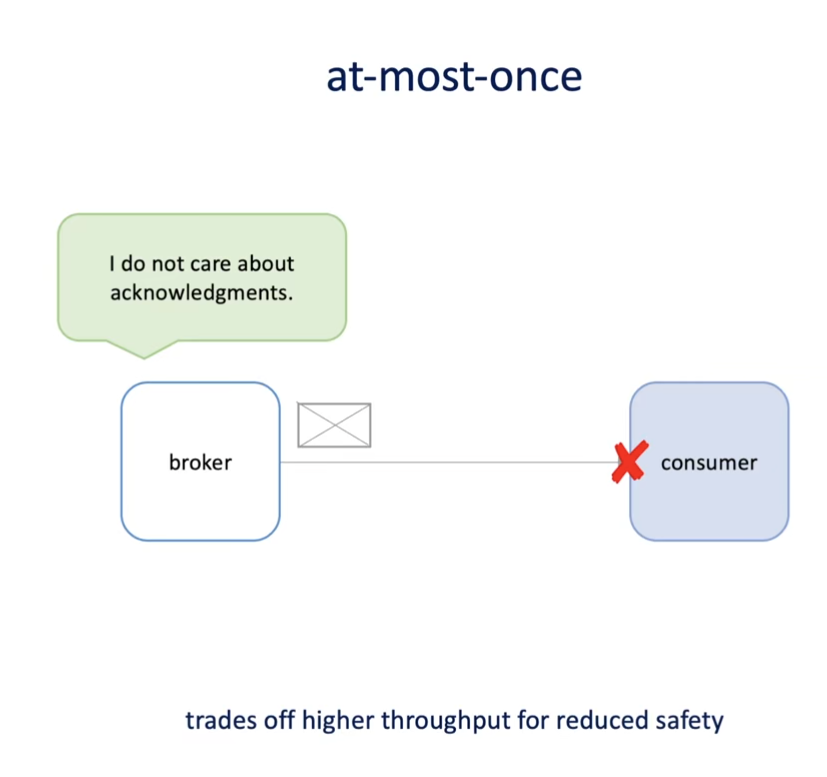 at-most-once
I do not care about
acknowledgments.
broker
consumer
trades off higher throughput for reduced safety